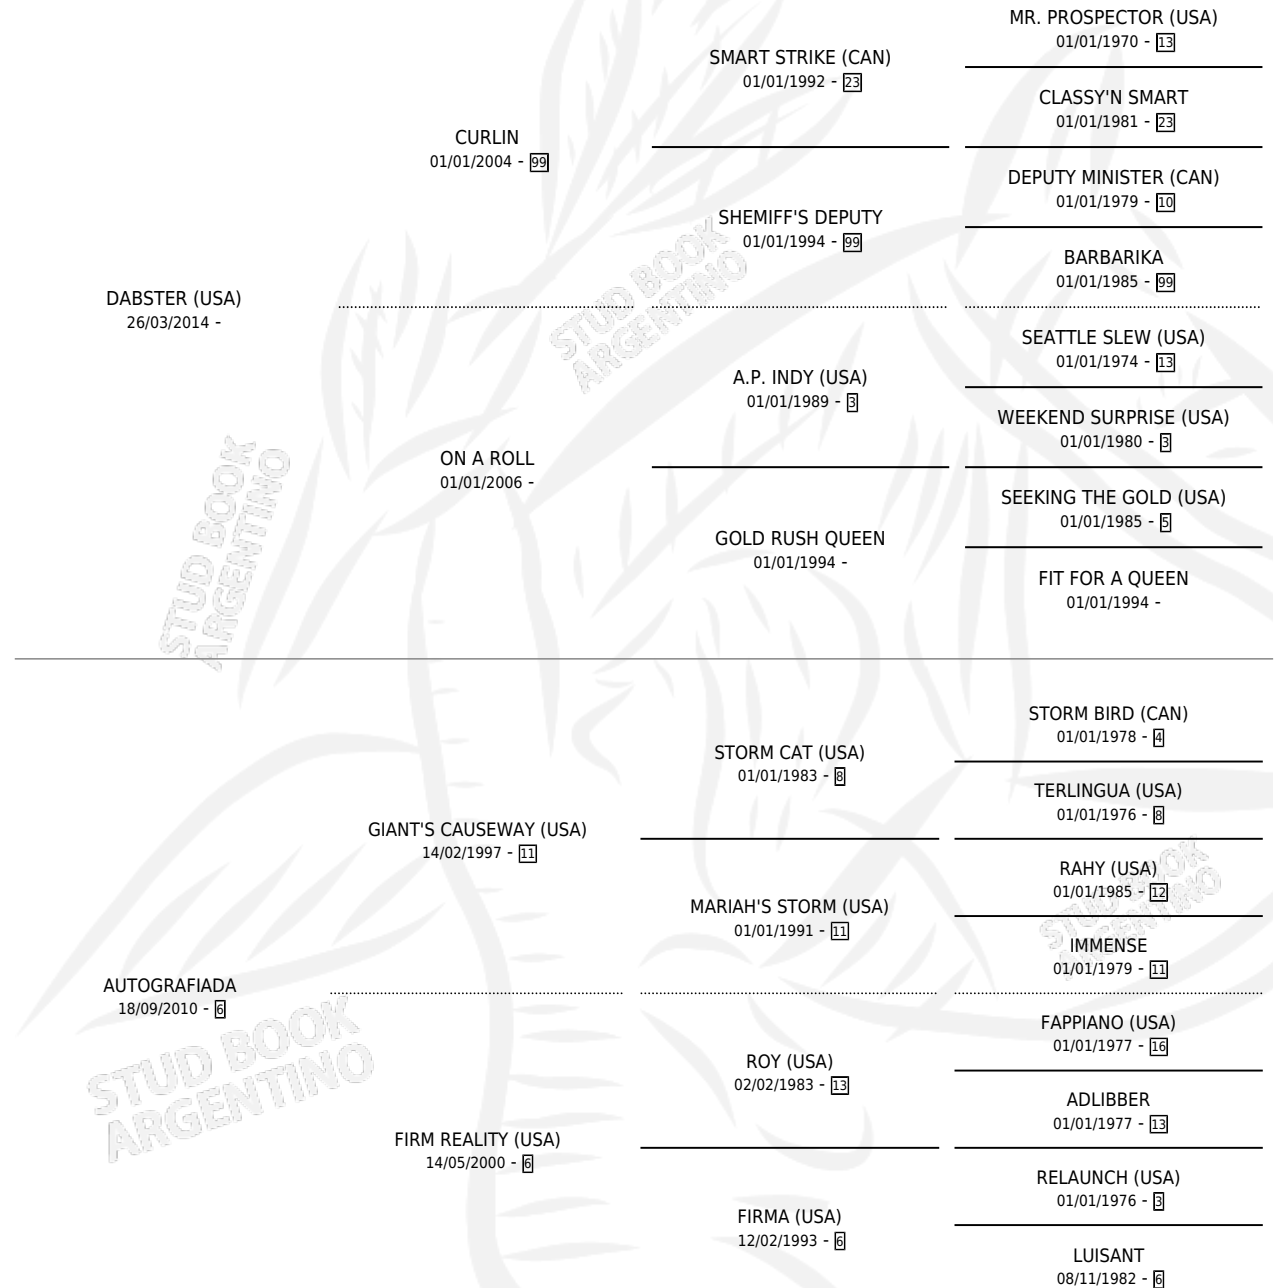 MR. PROSPECTOR (USA)
01/01/1970 - 13
SMART STRIKE (CAN)
01/01/1992 - 23
CLASSY'N SMART
01/01/1981 - 23
CURLIN
01/01/2004 - 99
DEPUTY MINISTER (CAN)
01/01/1979 - 10
SHEMIFF'S DEPUTY
01/01/1994 - 99
BARBARIKA
01/01/1985 - 99
DABSTER (USA)
26/03/2014 -
SEATTLE SLEW (USA)
01/01/1974 - 13
A.P. INDY (USA)
01/01/1989 - 3
WEEKEND SURPRISE (USA)
01/01/1980 - 3
ON A ROLL
01/01/2006 -
SEEKING THE GOLD (USA)
01/01/1985 - 5
GOLD RUSH QUEEN
01/01/1994 -
FIT FOR A QUEEN
01/01/1994 -
STORM BIRD (CAN)
01/01/1978 - 4
STORM CAT (USA)
01/01/1983 - 8
TERLINGUA (USA)
01/01/1976 - 8
GIANT'S CAUSEWAY (USA)
14/02/1997 - 11
RAHY (USA)
01/01/1985 - 12
MARIAH'S STORM (USA)
01/01/1991 - 11
IMMENSE
01/01/1979 - 11
AUTOGRAFIADA
18/09/2010 - 6
FAPPIANO (USA)
01/01/1977 - 16
ROY (USA)
02/02/1983 - 13
ADLIBBER
01/01/1977 - 13
FIRM REALITY (USA)
14/05/2000 - 6
RELAUNCH (USA)
01/01/1976 - 3
FIRMA (USA)
12/02/1993 - 6
LUISANT
08/11/1982 - 6
STUD BOOK
ARGENTINO
STUD BOOK
ARGENTINO
STUD BOOK
ARGENTINO
STUD BOOK
ARGENTINO